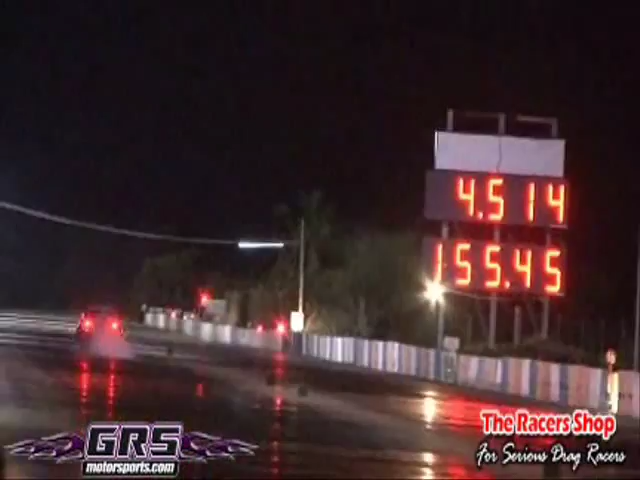 4.514
155.45
The Racers Shop
For Serious Drag Racers
GRS
motorsports.com